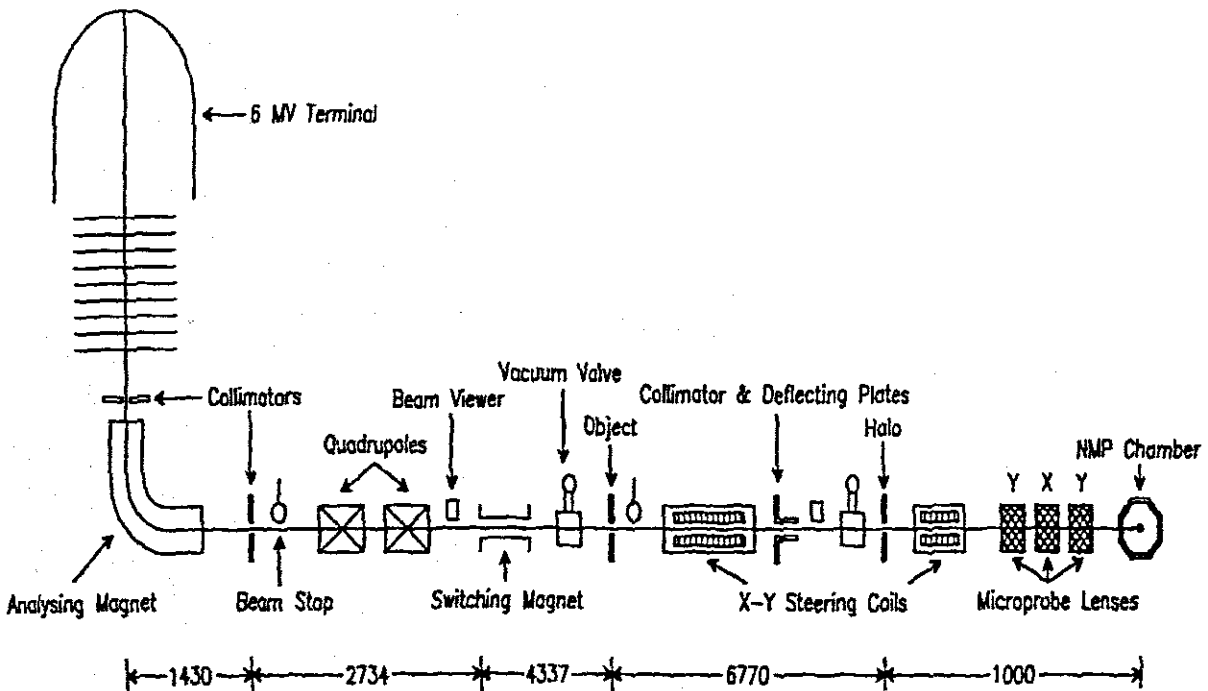 6 MV Terminal
Vacuum Valve
Collimators
Beam Viewer
Collimator & Deflecting Plates
Quadrupoles
Object
Halo
NMP Chamber
Y X Y
Analysing Magnet
Beam Stop
Switching Magnet
X-Y Steering Coils
Microprobe Lenses
1430 2734 4337 6770 1000